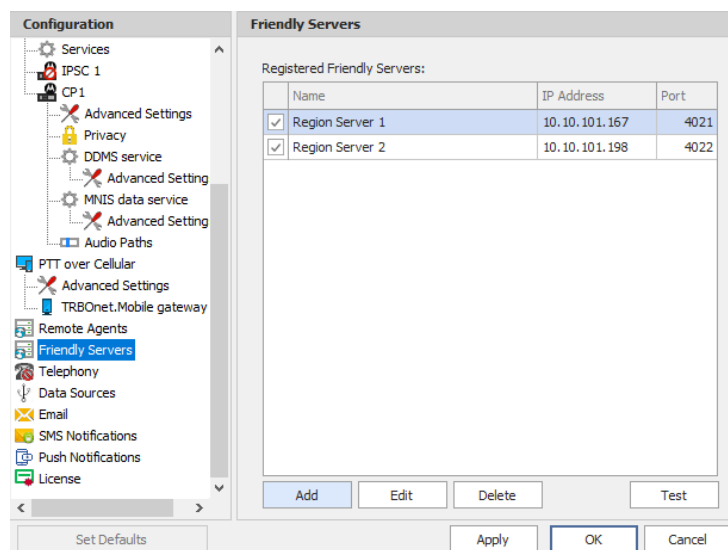 Configuration
Services
IPSC 1
CP1
Advanced Settings
Privacy
DDMS service
Advanced Setting
MNIS data service
Advanced Setting
Audio Paths
PTT over Cellular
Advanced Settings
TRBOnet.Mobile gateway
Remote Agents
Friendly Servers
Telephony
Data Sources
Email
SMS Notifications
Push Notifications
License
Set Defaults
Friendly Servers
Registered Friendly Servers:
Name IP Address Port
Region Server 1 10.10.101.167 4021
Region Server 2 10.10.101.198 4022
Add Edit Delete Test
Apply OK Cancel